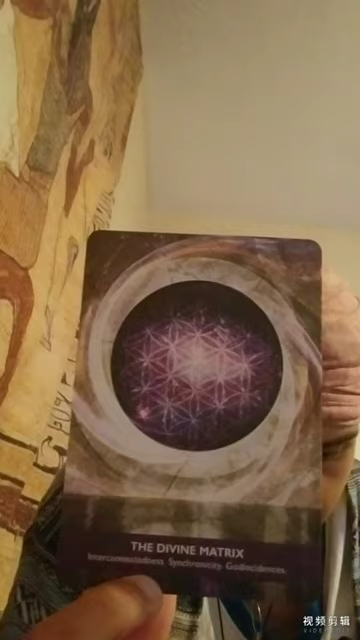 THE DIVINE MATRIX
Interconnectedness Synchronicity Godincidences
视频剪辑